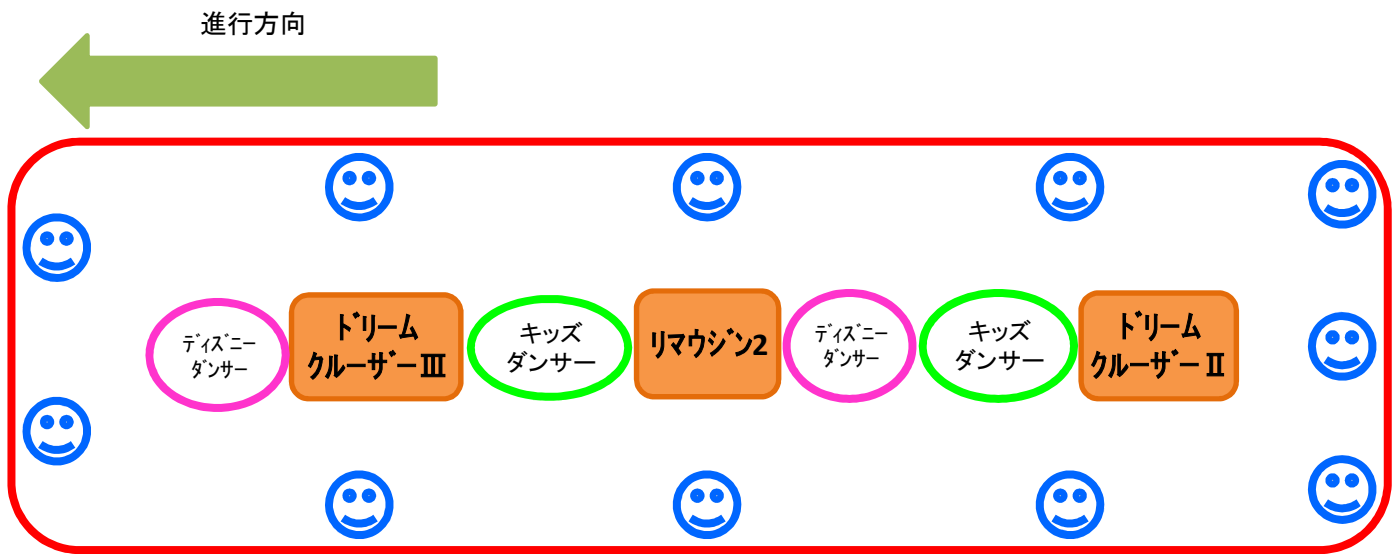 進行方向
ﾃﾞｨｽﾞﾆｰ
ﾀﾞﾝｻｰ
ﾄﾞﾘｰﾑ
ｸﾙｰｻﾞｰⅢ
キッズ
ダンサー
ﾘﾏｳｼﾞﾝ2
ﾃﾞｨｽﾞﾆｰ
ﾀﾞﾝｻｰ
キッズ
ダンサー
ﾄﾞﾘｰﾑ
ｸﾙｰｻﾞｰⅡ